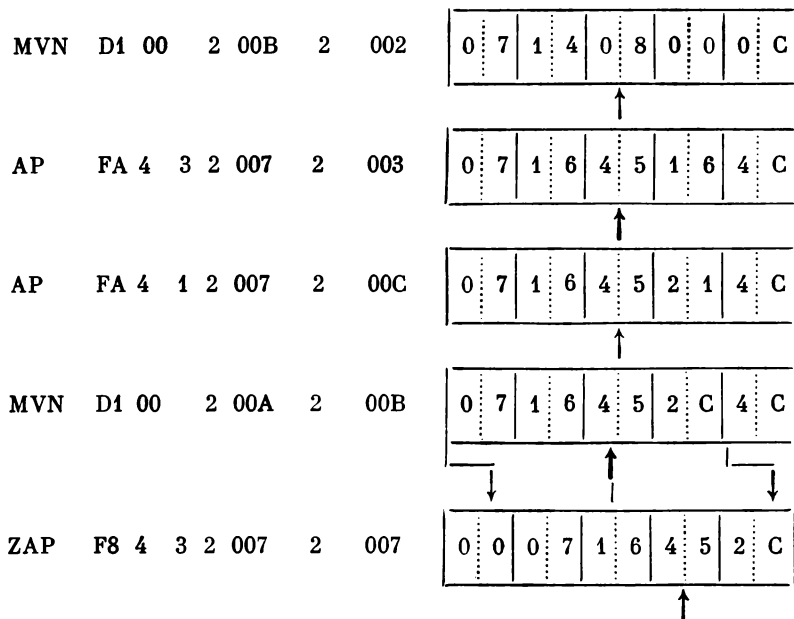 MVN D1 00 2 00B 2 002 0 7 1 4 0 8 0 0 0 C
AP FA 4 3 2 007 2 003 0 7 1 6 4 5 1 6 4 C
AP FA 4 1 2 007 2 00C 0 7 1 6 4 5 2 1 4 C
MVN D1 00 2 00A 2 00B 0 7 1 6 4 5 2 C 4 C
ZAP F8 4 3 2 007 2 007 0 0 0 7 1 6 4 5 2 C